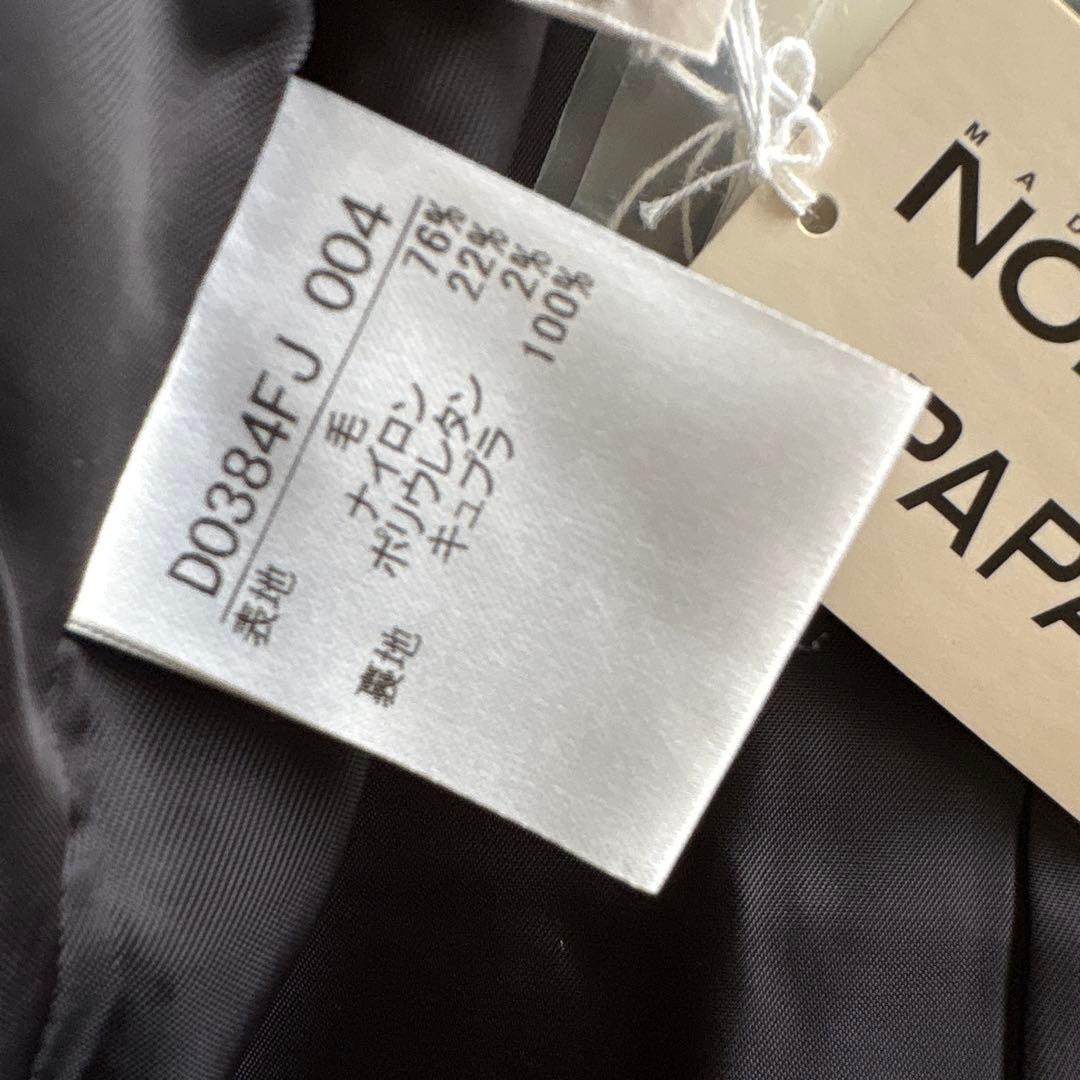 D0384FJ 004
表地 毛 76%
ナイロン 22%
ポリウレタン 2%
裏地 キュプラ 100%
M A D
NO
PAPA